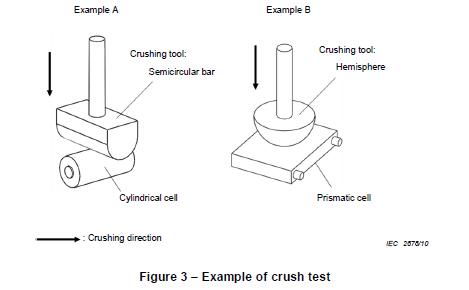 Example A
Example B
Crushing tool:
Semicircular bar
Crushing tool:
Hemisphere
Cylindrical cell
Prismatic cell
: Crushing direction
IEC 2676/10
Figure 3 – Example of crush test